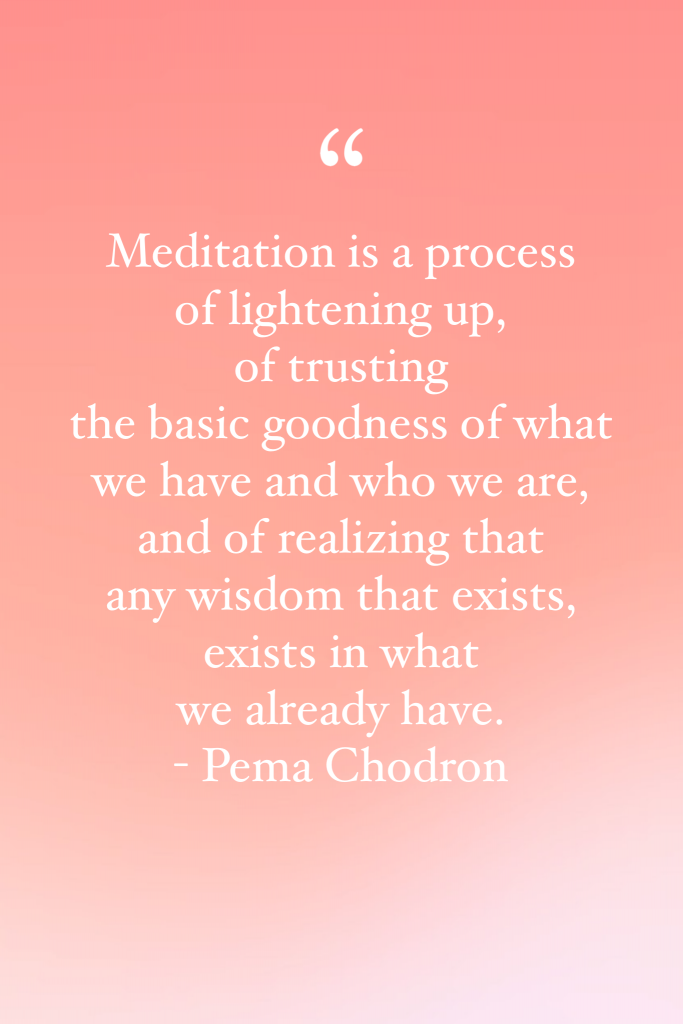 “
Meditation is a process
of lightening up,
of trusting
the basic goodness of what
we have and who we are,
and of realizing that
any wisdom that exists,
exists in what
we already have.
- Pema Chodron